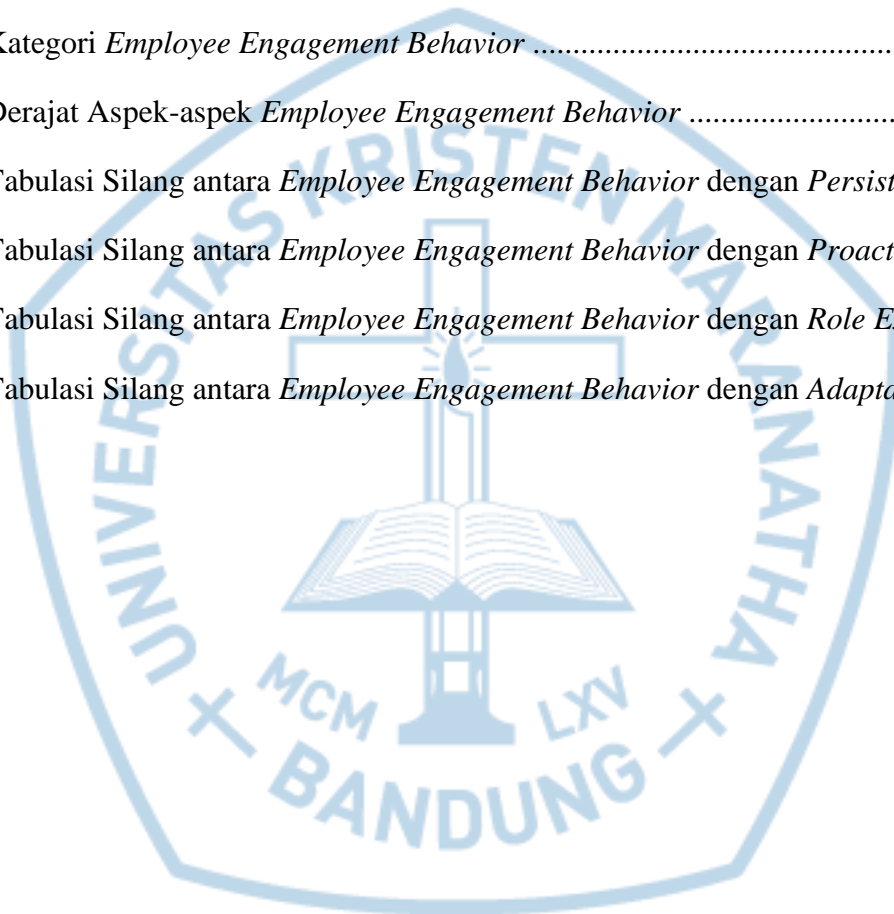 Kategori Employee Engagement Behavior ................................................
Derajat Aspek-aspek Employee Engagement Behavior ...........................
Tabulasi Silang antara Employee Engagement Behavior dengan Persist
Tabulasi Silang antara Employee Engagement Behavior dengan Proact
Tabulasi Silang antara Employee Engagement Behavior dengan Role E
Tabulasi Silang antara Employee Engagement Behavior dengan Adapta
UNIVERSITAS KRISTEN MARANATHA
MCM LXV
BANDUNG